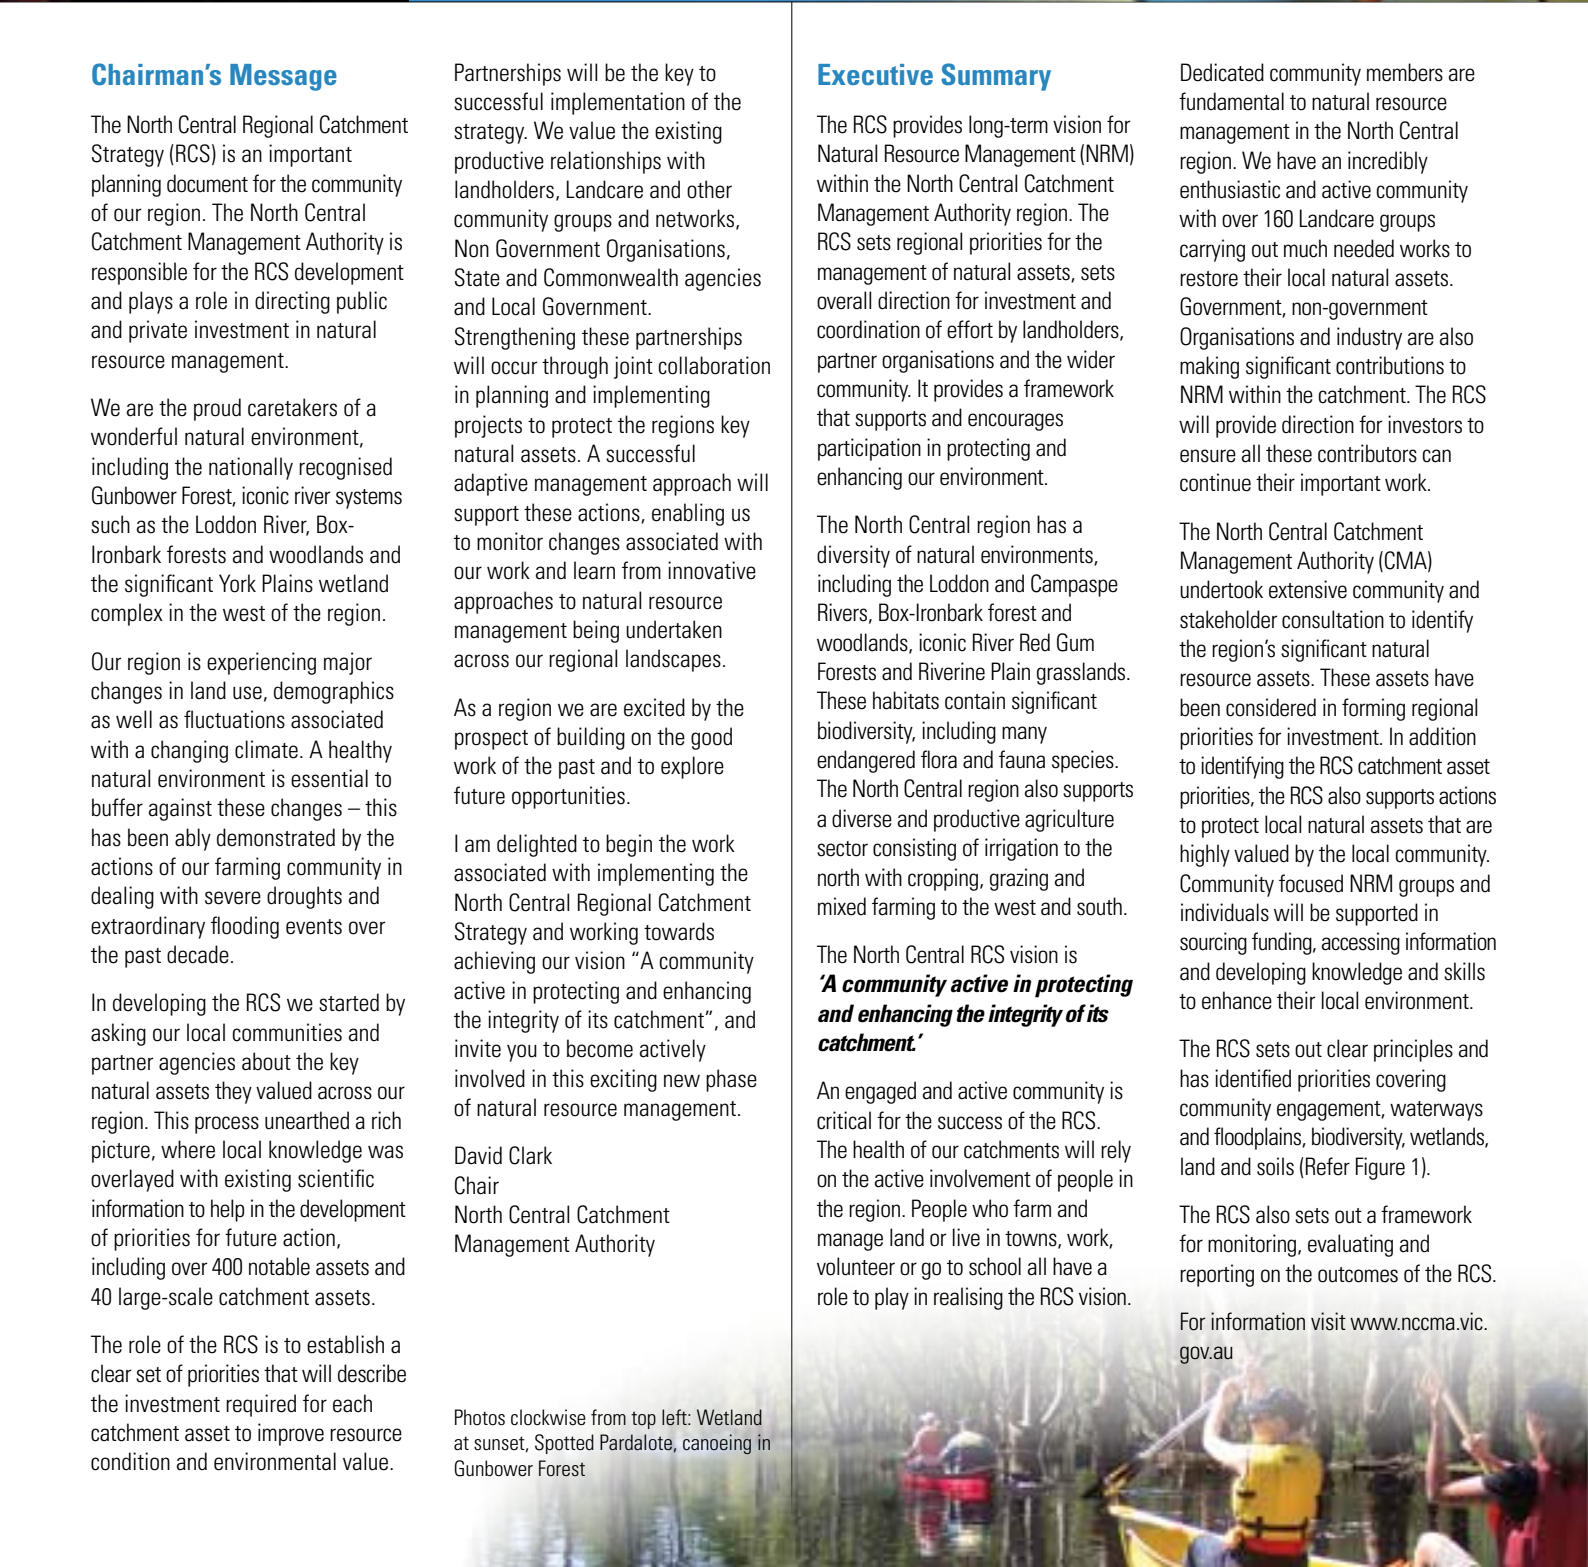 Chairman's Message
The North Central Regional Catchment
Strategy (RCS) is an important
planning document for the community
of our region. The North Central
Catchment Management Authority is
responsible for the RCS development
and plays a role in directing public
and private investment in natural
resource management.
We are the proud caretakers of a
wonderful natural environment,
including the nationally recognised
Gunbower Forest, iconic river systems
such as the Loddon River, Box-
Ironbark forests and woodlands and
the significant York Plains wetland
complex in the west of the region.
Our region is experiencing major
changes in land use, demographics
as well as fluctuations associated
with a changing climate. A healthy
natural environment is essential to
buffer against these changes – this
has been ably demonstrated by the
actions of our farming community in
dealing with severe droughts and
extraordinary flooding events over
the past decade.
In developing the RCS we started by
asking our local communities and
partner agencies about the key
natural assets they valued across our
region. This process unearthed a rich
picture, where local knowledge was
overlayed with existing scientific
information to help in the development
of priorities for future action,
including over 400 notable assets and
40 large-scale catchment assets.
The role of the RCS is to establish a
clear set of priorities that will describe
the investment required for each
catchment asset to improve resource
condition and environmental value.
Partnerships will be the key to
successful implementation of the
strategy. We value the existing
productive relationships with
landholders, Landcare and other
community groups and networks,
Non Government Organisations,
State and Commonwealth agencies
and Local Government.
Strengthening these partnerships
will occur through joint collaboration
in planning and implementing
projects to protect the regions key
natural assets. A successful
adaptive management approach will
support these actions, enabling us
to monitor changes associated with
our work and learn from innovative
approaches to natural resource
management being undertaken
across our regional landscapes.
As a region we are excited by the
prospect of building on the good
work of the past and to explore
future opportunities.
I am delighted to begin the work
associated with implementing the
North Central Regional Catchment
Strategy and working towards
achieving our vision “A community
active in protecting and enhancing
the integrity of its catchment”, and
invite you to become actively
involved in this exciting new phase
of natural resource management.
David Clark
Chair
North Central Catchment
Management Authority
Photos clockwise from top left: Wetland
at sunset, Spotted Pardalote, canoeing in
Gunbower Forest
Executive Summary
The RCS provides long-term vision for
Natural Resource Management (NRM)
within the North Central Catchment
Management Authority region. The
RCS sets regional priorities for the
management of natural assets, sets
overall direction for investment and
coordination of effort by landholders,
partner organisations and the wider
community. It provides a framework
that supports and encourages
participation in protecting and
enhancing our environment.
The North Central region has a
diversity of natural environments,
including the Loddon and Campaspe
Rivers, Box-Ironbark forest and
woodlands, iconic River Red Gum
Forests and Riverine Plain grasslands.
These habitats contain significant
biodiversity, including many
endangered flora and fauna species.
The North Central region also supports
a diverse and productive agriculture
sector consisting of irrigation to the
north with cropping, grazing and
mixed farming to the west and south.
The North Central RCS vision is
‘A community active in protecting
and enhancing the integrity of its
catchment.’
An engaged and active community is
critical for the success of the RCS.
The health of our catchments will rely
on the active involvement of people in
the region. People who farm and
manage land or live in towns, work,
volunteer or go to school all have a
role to play in realising the RCS vision.
Dedicated community members are
fundamental to natural resource
management in the North Central
region. We have an incredibly
enthusiastic and active community
with over 160 Landcare groups
carrying out much needed works to
restore their local natural assets.
Government, non-government
Organisations and industry are also
making significant contributions to
NRM within the catchment. The RCS
will provide direction for investors to
ensure all these contributors can
continue their important work.
The North Central Catchment
Management Authority (CMA)
undertook extensive community and
stakeholder consultation to identify
the region’s significant natural
resource assets. These assets have
been considered in forming regional
priorities for investment. In addition
to identifying the RCS catchment asset
priorities, the RCS also supports actions
to protect local natural assets that are
highly valued by the local community.
Community focused NRM groups and
individuals will be supported in
sourcing funding, accessing information
and developing knowledge and skills
to enhance their local environment.
The RCS sets out clear principles and
has identified priorities covering
community engagement, waterways
and floodplains, biodiversity, wetlands,
land and soils (Refer Figure 1).
The RCS also sets out a framework
for monitoring, evaluating and
reporting on the outcomes of the RCS.
For information visit www.nccma.vic.
gov.au